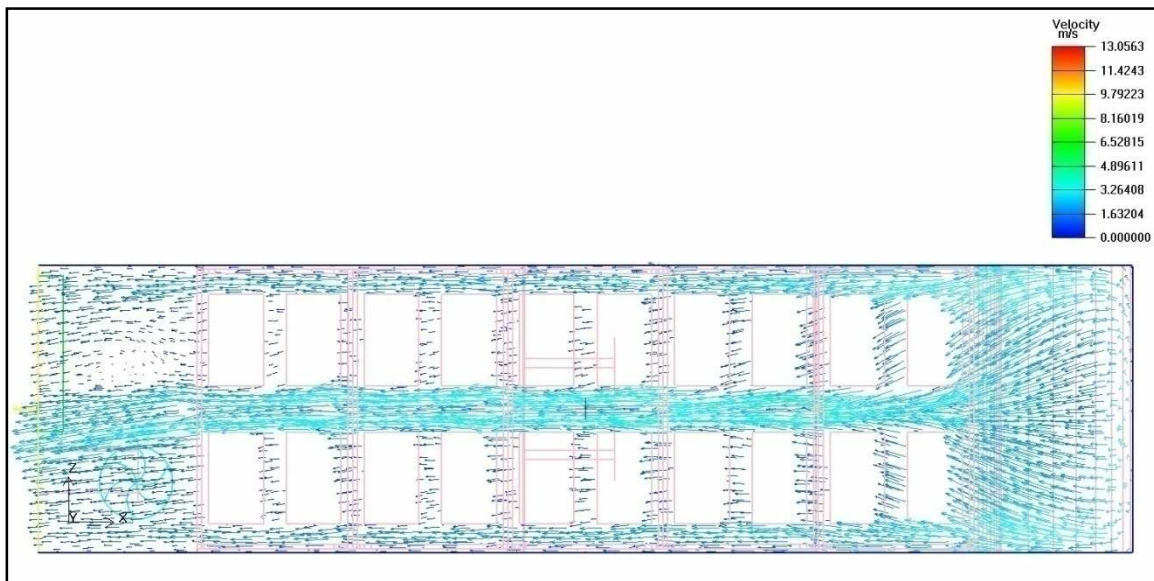 Velocity
m/s
13.0563
11.4243
9.79223
8.16019
6.52815
4.89611
3.26408
1.63204
0.000000
Z
Y X